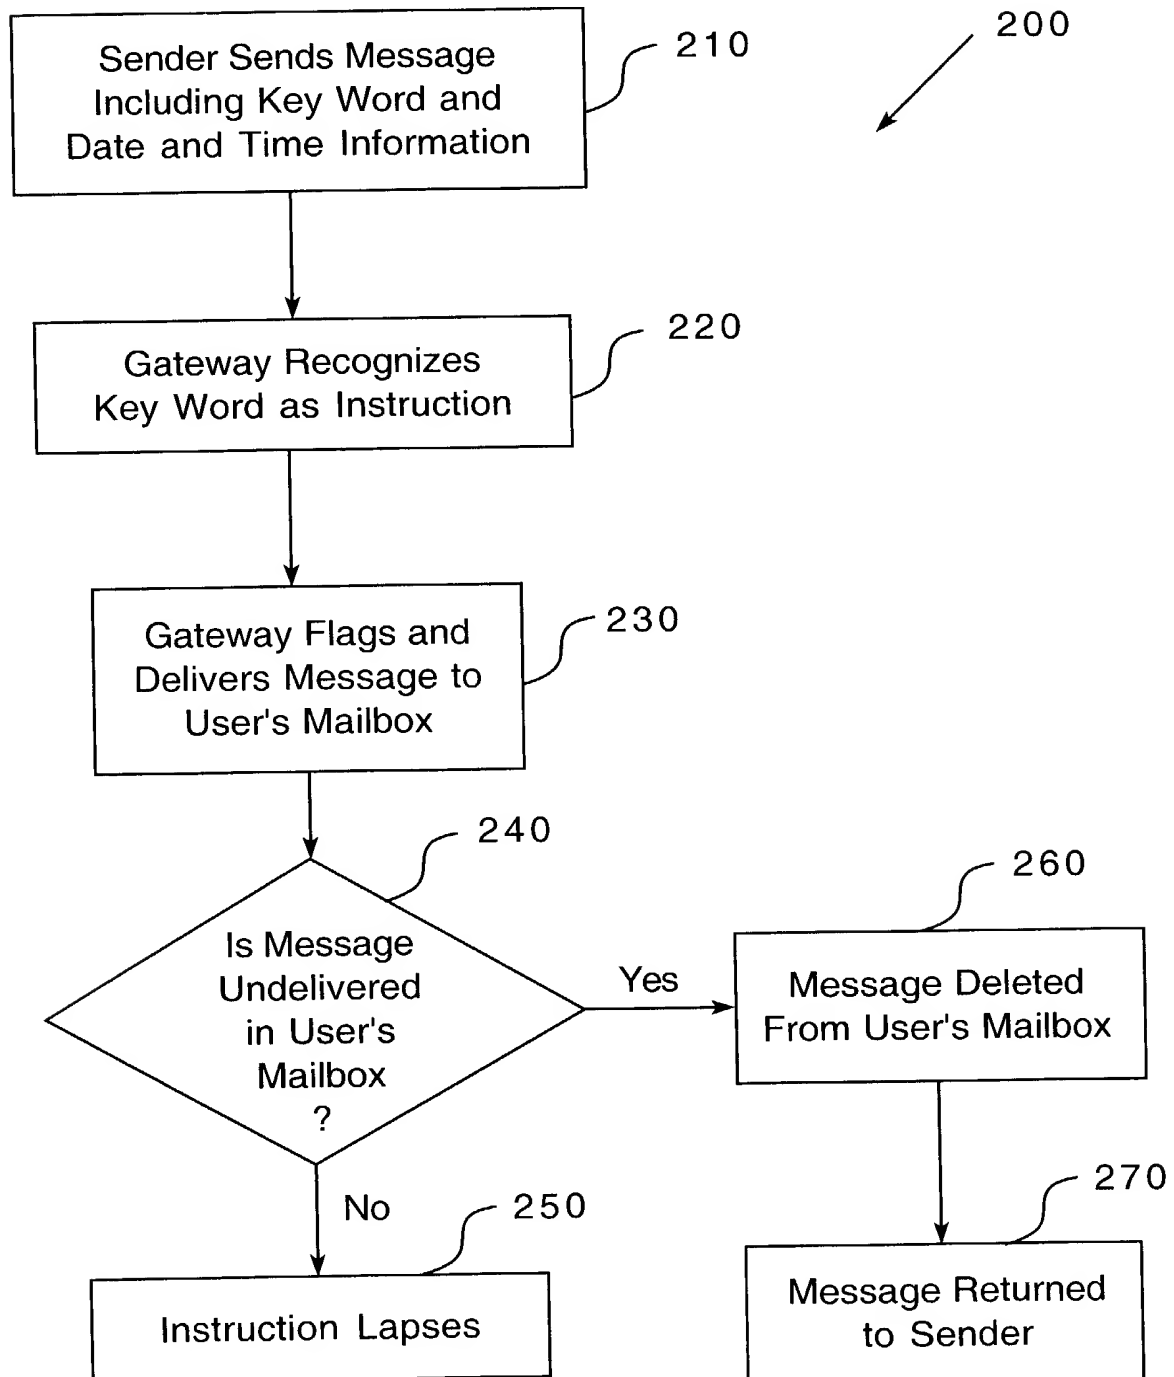 200
Sender Sends Message
Including Key Word and
Date and Time Information
210
Gateway Recognizes
Key Word as Instruction
220
Gateway Flags and
Delivers Message to
User's Mailbox
230
Is Message
Undelivered
in User's
Mailbox
?
240
Yes
Message Deleted
From User's Mailbox
260
No
Instruction Lapses
250
Message Returned
to Sender
270